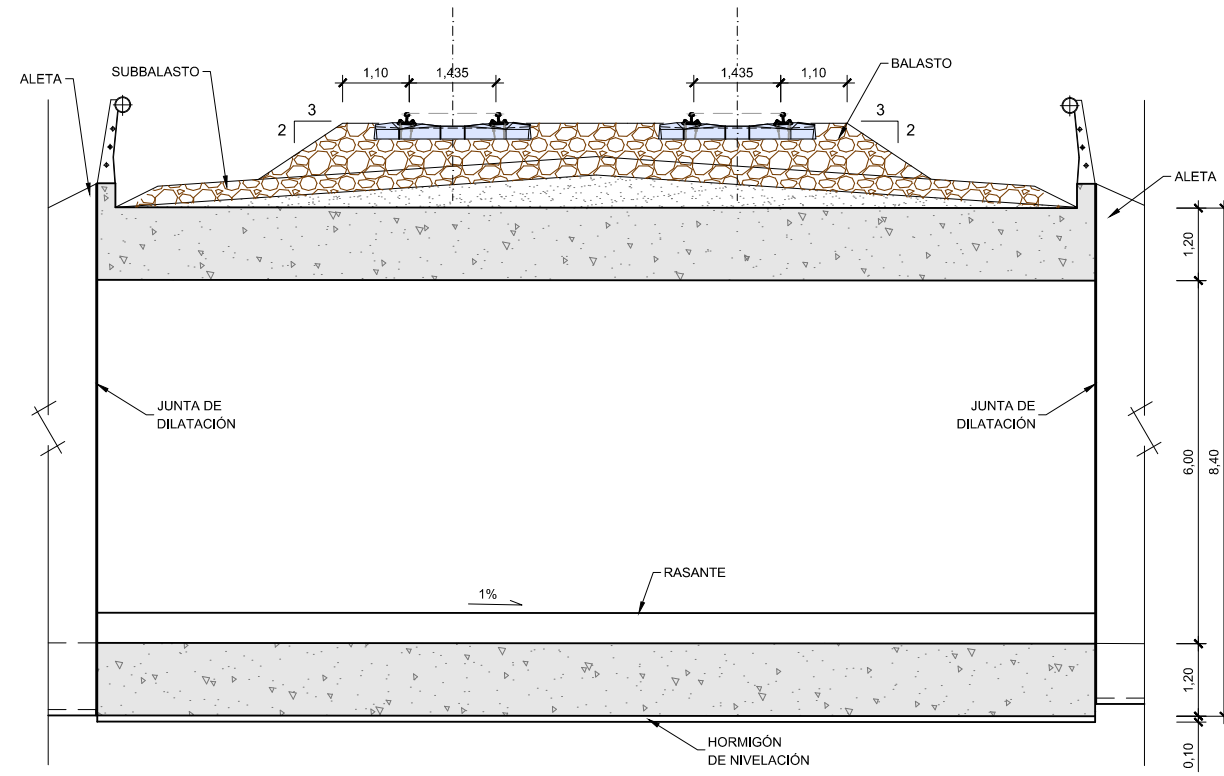 ALETA
SUBBALASTO
1,10
1,435
1,435
1,10
BALASTO
3
2
3
2
ALETA
1,20
JUNTA DE
DILATACIÓN
JUNTA DE
DILATACIÓN
6,00
8,40
RASANTE
1%
1,20
HORMIGÓN
DE NIVELACIÓN
0,10